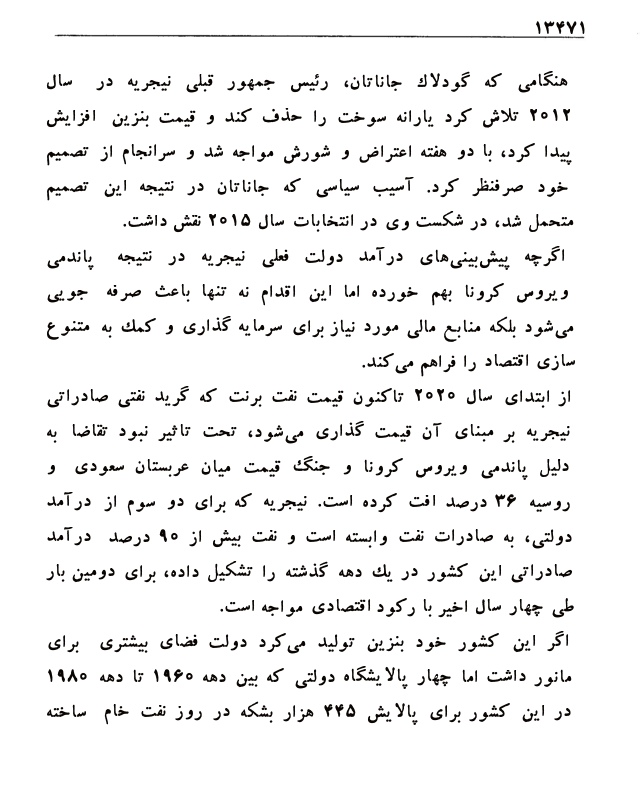 ۱۳۴۷۱
هنگامی که گودلاک جاناتان، رئیس جمهور قبلی نیجریه در سال
۲۰۱۲ تلاش کرد یارانه سوخت را حذف کند و قیمت بنزین افزایش
پیدا کرد، با دو هفته اعتراض و شورش مواجه شد و سرانجام از تصمیم
خود صرفنظر کرد. آسیب سیاسی که جاناتان در نتیجه این تصمیم
متحمل شد، در شکست وی در انتخابات سال ۲۰۱۵ نقش داشت.
اگرچه پیش‌بینی‌های درآمد دولت فعلی نیجریه در نتیجه پاندمی
ویروس کرونا بهم خورده اما این اقدام نه تنها باعث صرفه جویی
می‌شود بلکه منابع مالی مورد نیاز برای سرمایه گذاری و کمک به متنوع
سازی اقتصاد را فراهم می‌کند.
از ابتدای سال ۲۰۲۰ تاکنون قیمت نفت برنت که گرید نفتی صادراتی
نیجریه بر مبنای آن قیمت گذاری می‌شود، تحت تاثیر نبود تقاضا به
دلیل پاندمی ویروس کرونا و جنگ قیمت میان عربستان سعودی و
روسیه ۳۶ درصد افت کرده است. نیجریه که برای دو سوم از درآمد
دولتی، به صادرات نفت وابسته است و نفت بیش از ۹۰ درصد درآمد
صادراتی این کشور در یک دهه گذشته را تشکیل داده، برای دومین بار
طی چهار سال اخیر با رکود اقتصادی مواجه است.
اگر این کشور خود بنزین تولید می‌کرد دولت فضای بیشتری برای
مانور داشت اما چهار پالایشگاه دولتی که بین دهه ۱۹۶۰ تا دهه ۱۹۸۰
در این کشور برای پالایش ۴۴۵ هزار بشکه در روز نفت خام ساخته